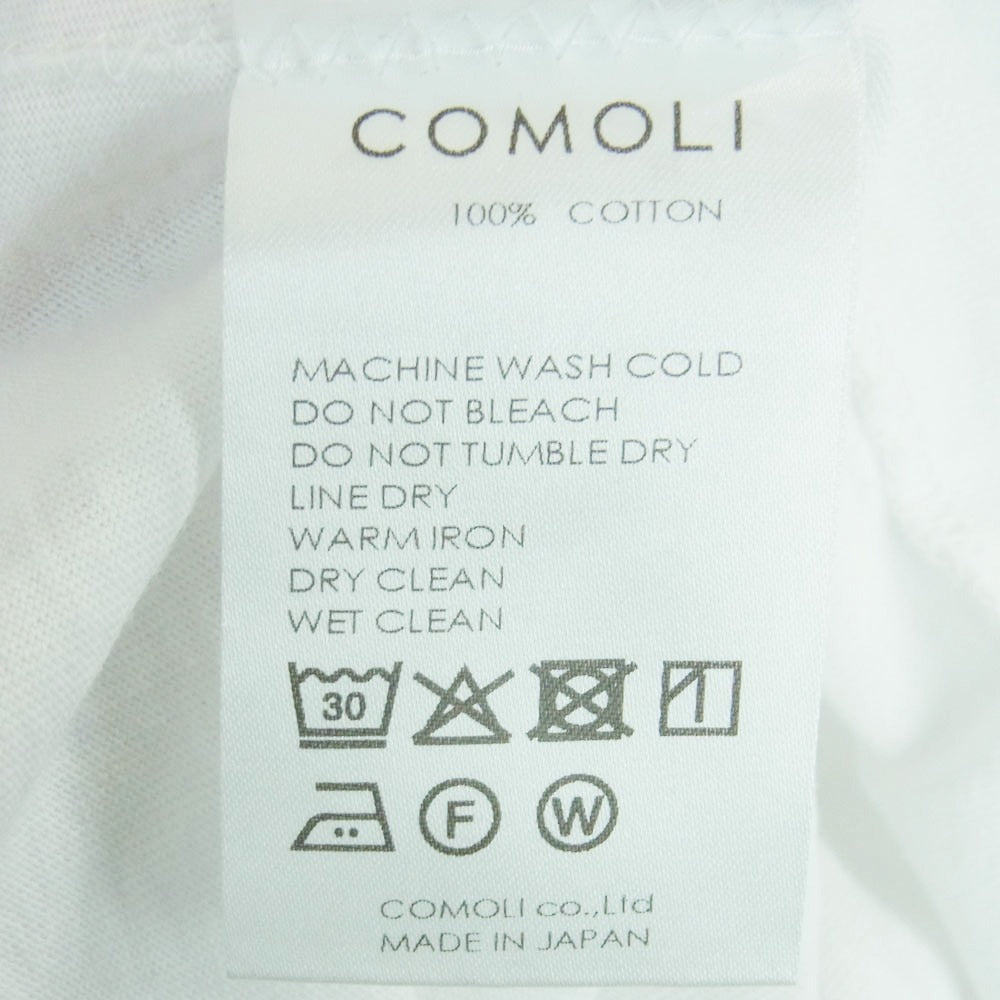 COMOLI
100% COTTON
MACHINE WASH COLD
DO NOT BLEACH
DO NOT TUMBLE DRY
LINE DRY
WARM IRON
DRY CLEAN
WET CLEAN
30
F W
COMOLI co.,Ltd
MADE IN JAPAN